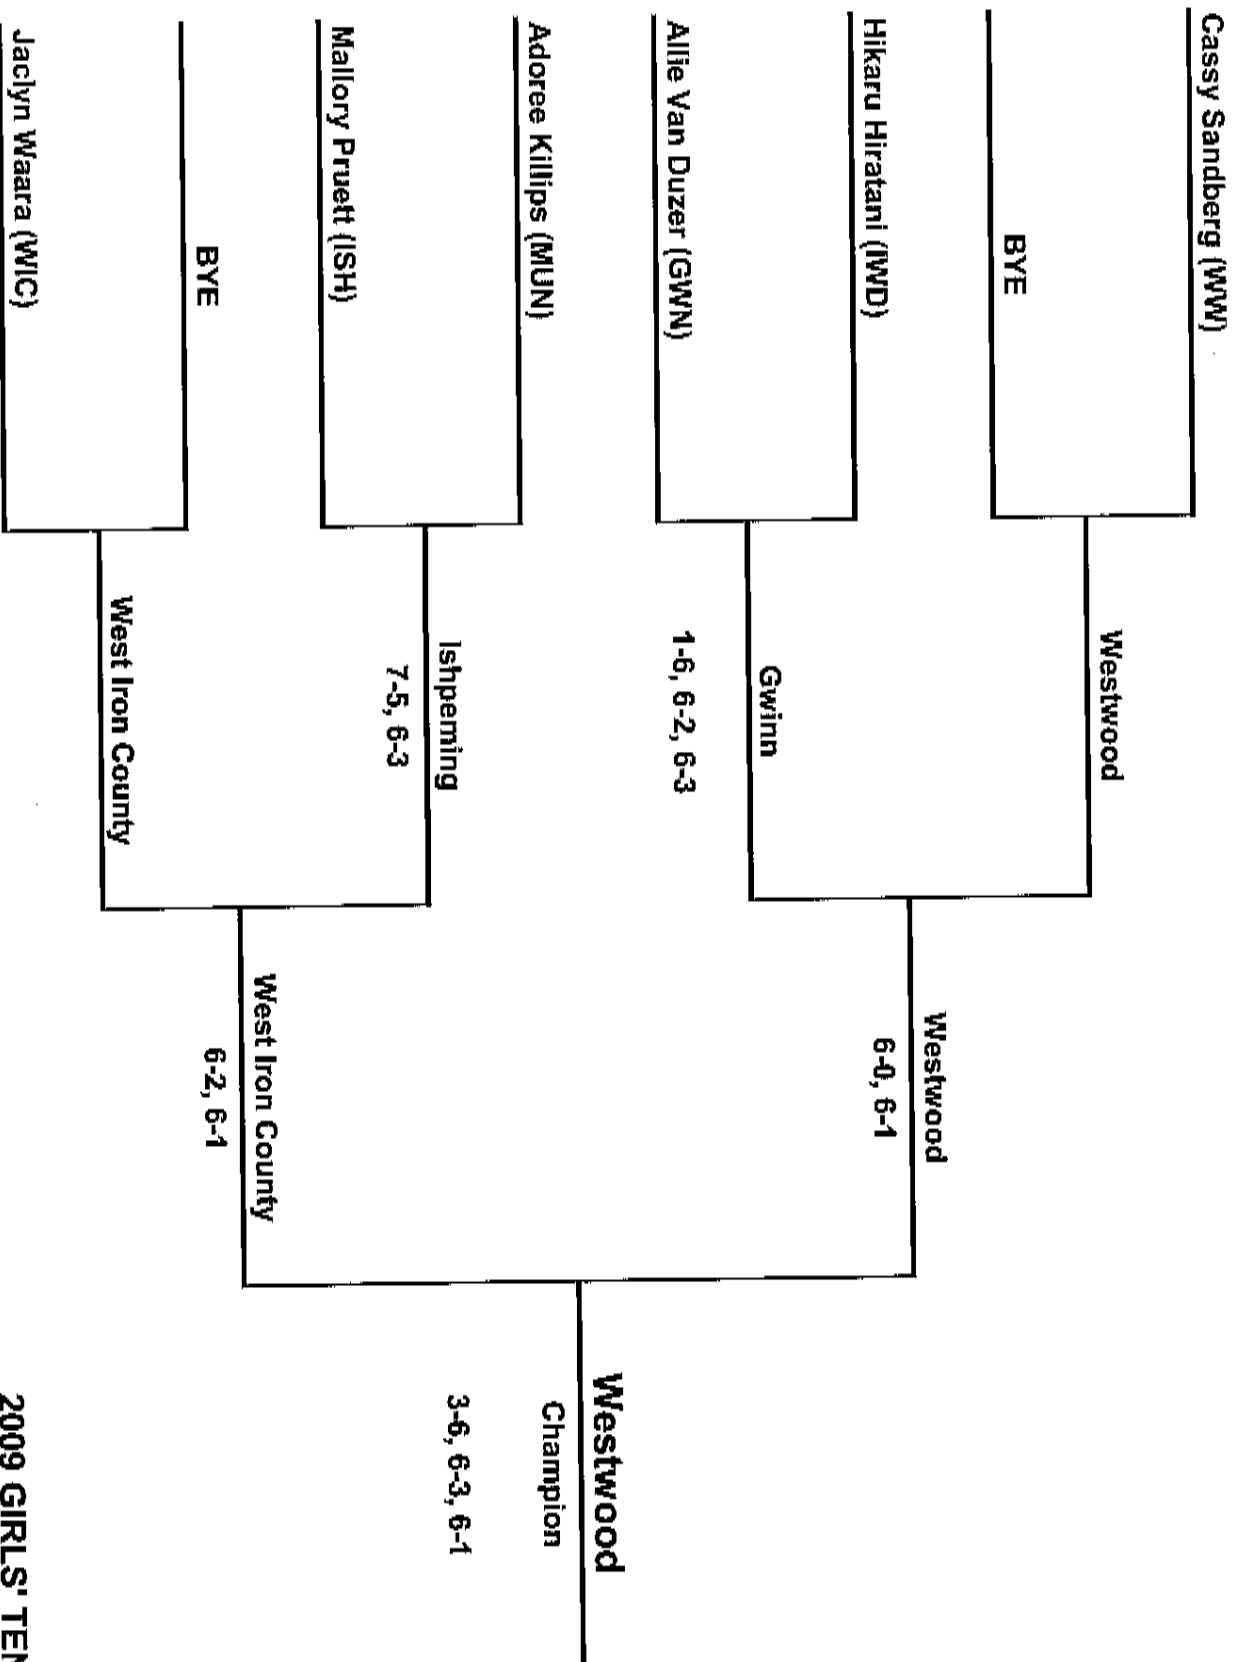 Cassy Sandberg (WW)
BYE
Hikaru Hiratani (IWD)
Allie Van Duzer (GWN)
Adoree Killips (MUN)
Mallory Pruett (ISH)
BYE
Jaclyn Waara (WIC)
Westwood
Gwinn
1-6, 6-2, 6-3
Ishpeming
7-5, 6-3
West Iron County
Westwood
6-0, 6-1
West Iron County
6-2, 6-1
Westwood
Champion
3-6, 6-3, 6-1
2009 GIRLS'